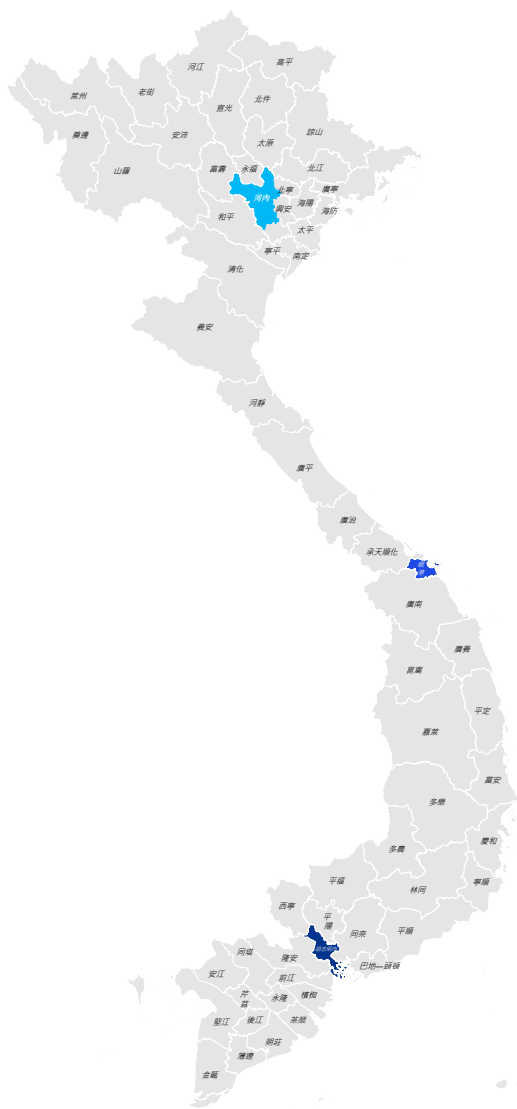 河江
高平
萊州
老街
宣光
北件
奠邊
安沛
諒山
太原
山羅
富壽
永福
北江
北寧
廣寧
河內
海陽
興安
海防
和平
太平
寧平
南定
清化
義安
河靜
廣平
廣治
承天順化
峴
港
廣南
廣義
崑嵩
平定
嘉萊
富安
多樂
慶和
多農
平福
林同
寧順
西寧
平
陽
同奈
平順
同塔
隆安
巴地—頭頓
安江
前江
芹
苴
永隆
檳椥
堅江
後江
茶榮
朔莊
薄遼
金甌